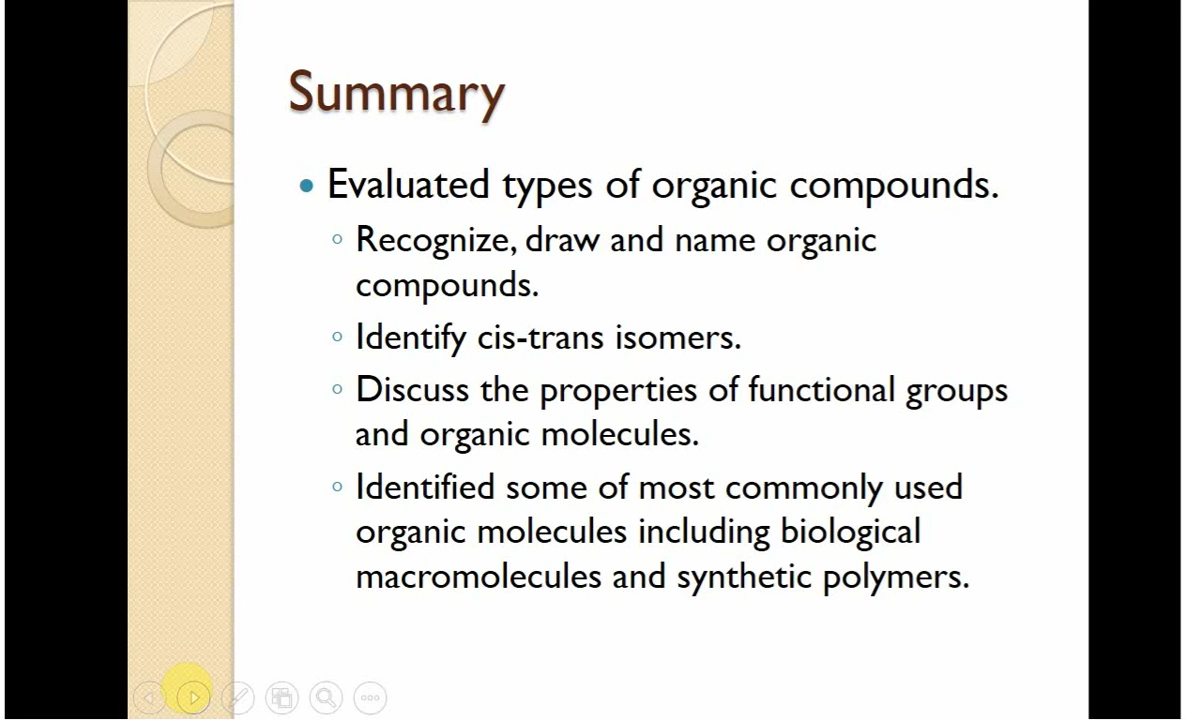 Summary
Evaluated types of organic compounds.
Recognize, draw and name organic
compounds.
Identify cis-trans isomers.
Discuss the properties of functional groups
and organic molecules.
Identified some of most commonly used
organic molecules including biological
macromolecules and synthetic polymers.